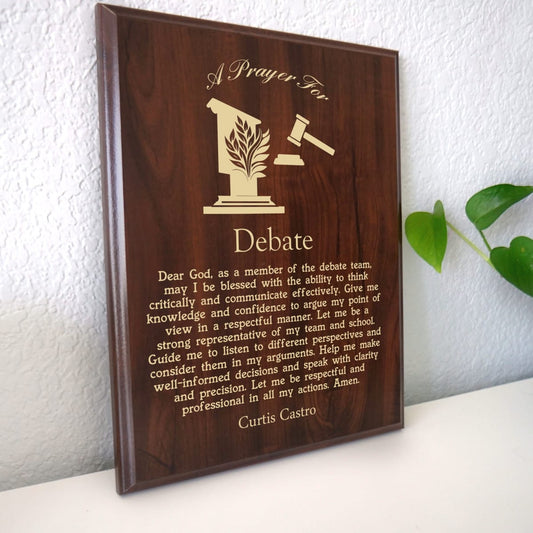 A Prayer For
Debate
Dear God, as a member of the debate team,
may I be blessed with the ability to think
critically and communicate effectively. Give me
knowledge and confidence to argue my point of
view in a respectful manner. Let me be a
strong representative of my team and school.
Guide me to listen to different perspectives and
consider them in my arguments. Help me make
well-informed decisions and speak with clarity
and precision. Let me be respectful and
professional in all my actions. Amen.
Curtis Castro